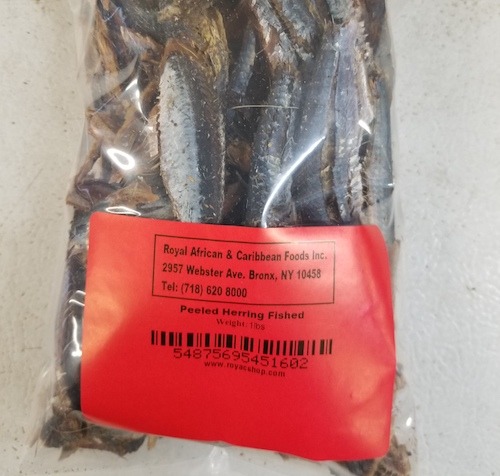 Royal African & Caribbean Foods Inc.
2957 Webster Ave. Bronx, NY 10458
Tel: (718) 620 8000
Peeled Herring Fished
Weight: 1lbs
54875695451602
www.royacshop.com